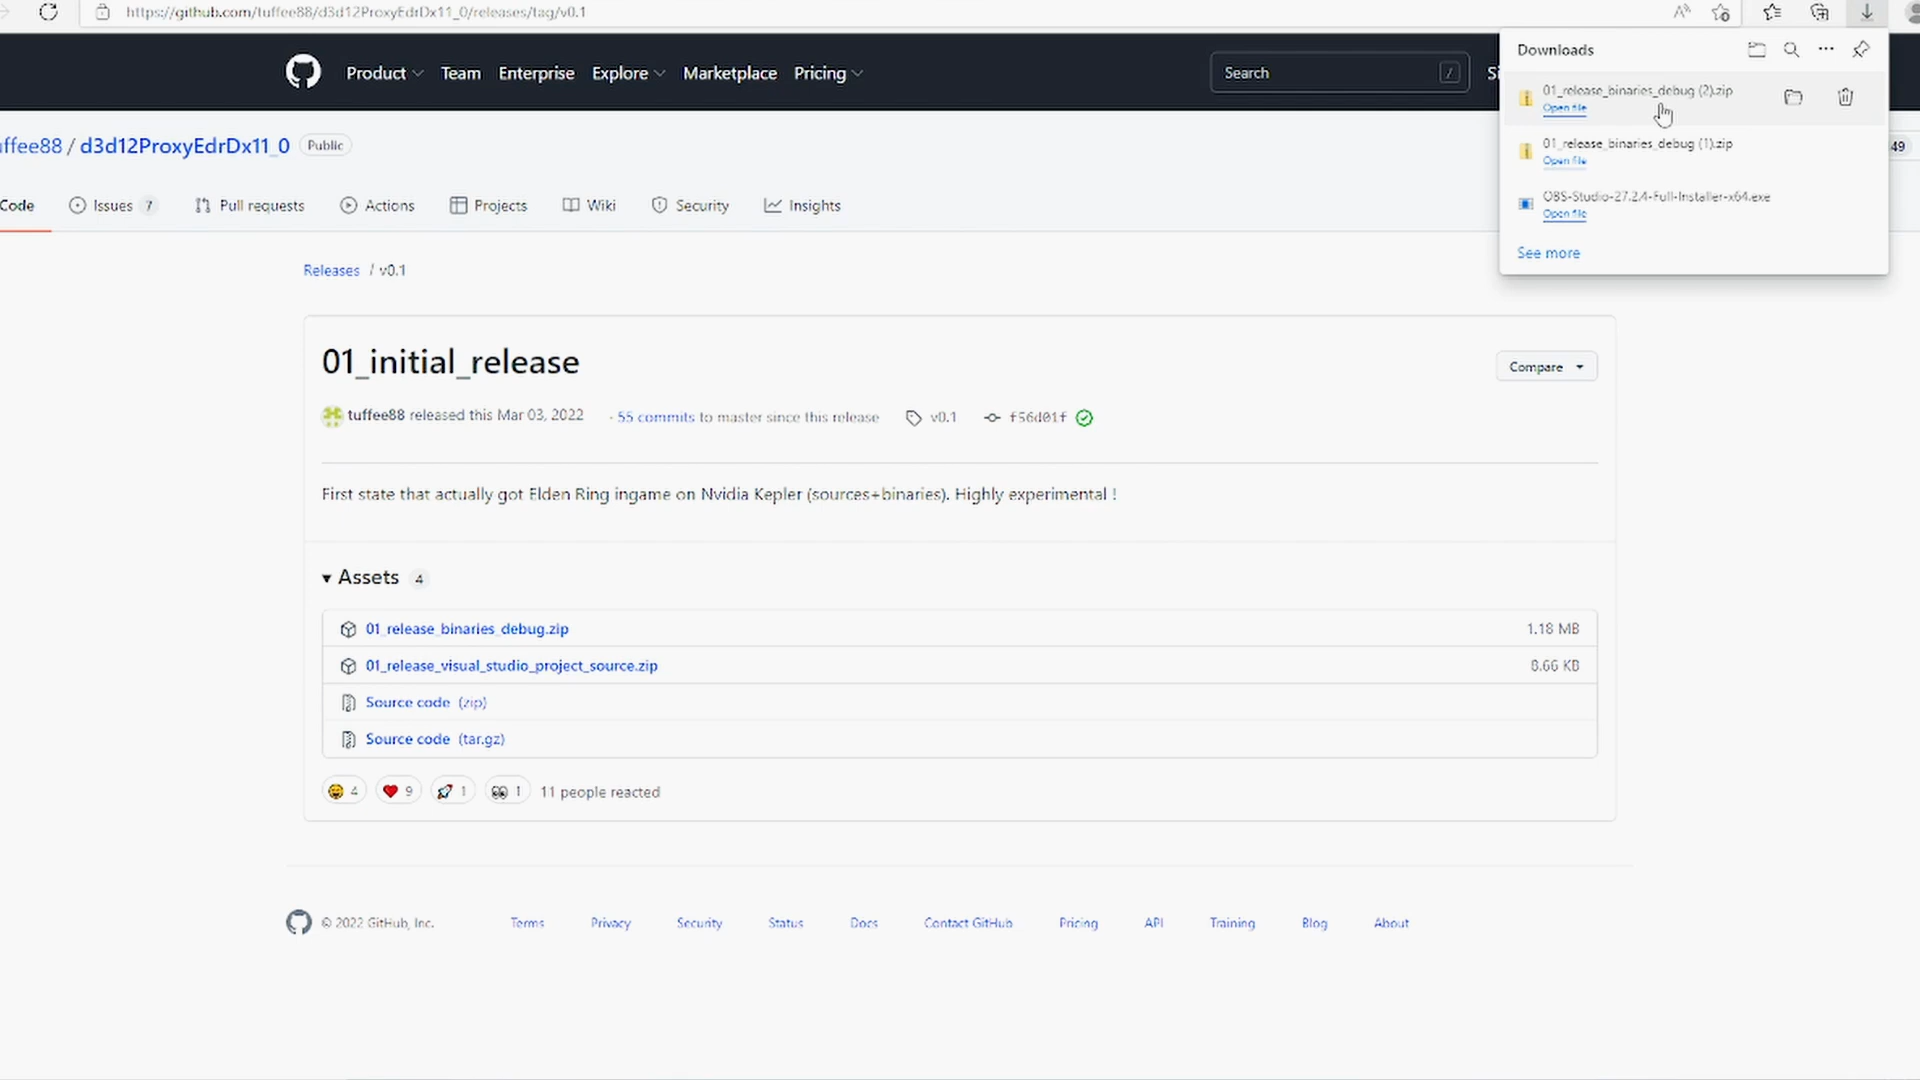 https://github.com/tuffee88/d3d12ProxyEdrDx11_0/releases/tag/v0.1
Product Team Enterprise Explore Marketplace Pricing
Search /
Si
Downloads
01_release_binaries_debug (2).zip
Open file
01_release_binaries_debug (1).zip
Open file
OBS-Studio-27.2.4-Full-Installer-x64.exe
Open file
See more
49
uffee88 / d3d12ProxyEdrDx11_0 Public
Code Issues 7 Pull requests Actions Projects Wiki Security Insights
Releases / v0.1
01_initial_release
Compare
tuffee88 released this Mar 03, 2022 · 55 commits to master since this release v0.1 f56d01f
First state that actually got Elden Ring ingame on Nvidia Kepler (sources+binaries). Highly experimental !
Assets 4
01_release_binaries_debug.zip 1.18 MB
01_release_visual_studio_project_source.zip 8.66 KB
Source code (zip)
Source code (tar.gz)
4 9 1 1 11 people reacted
© 2022 GitHub, Inc. Terms Privacy Security Status Docs Contact GitHub Pricing API Training Blog About